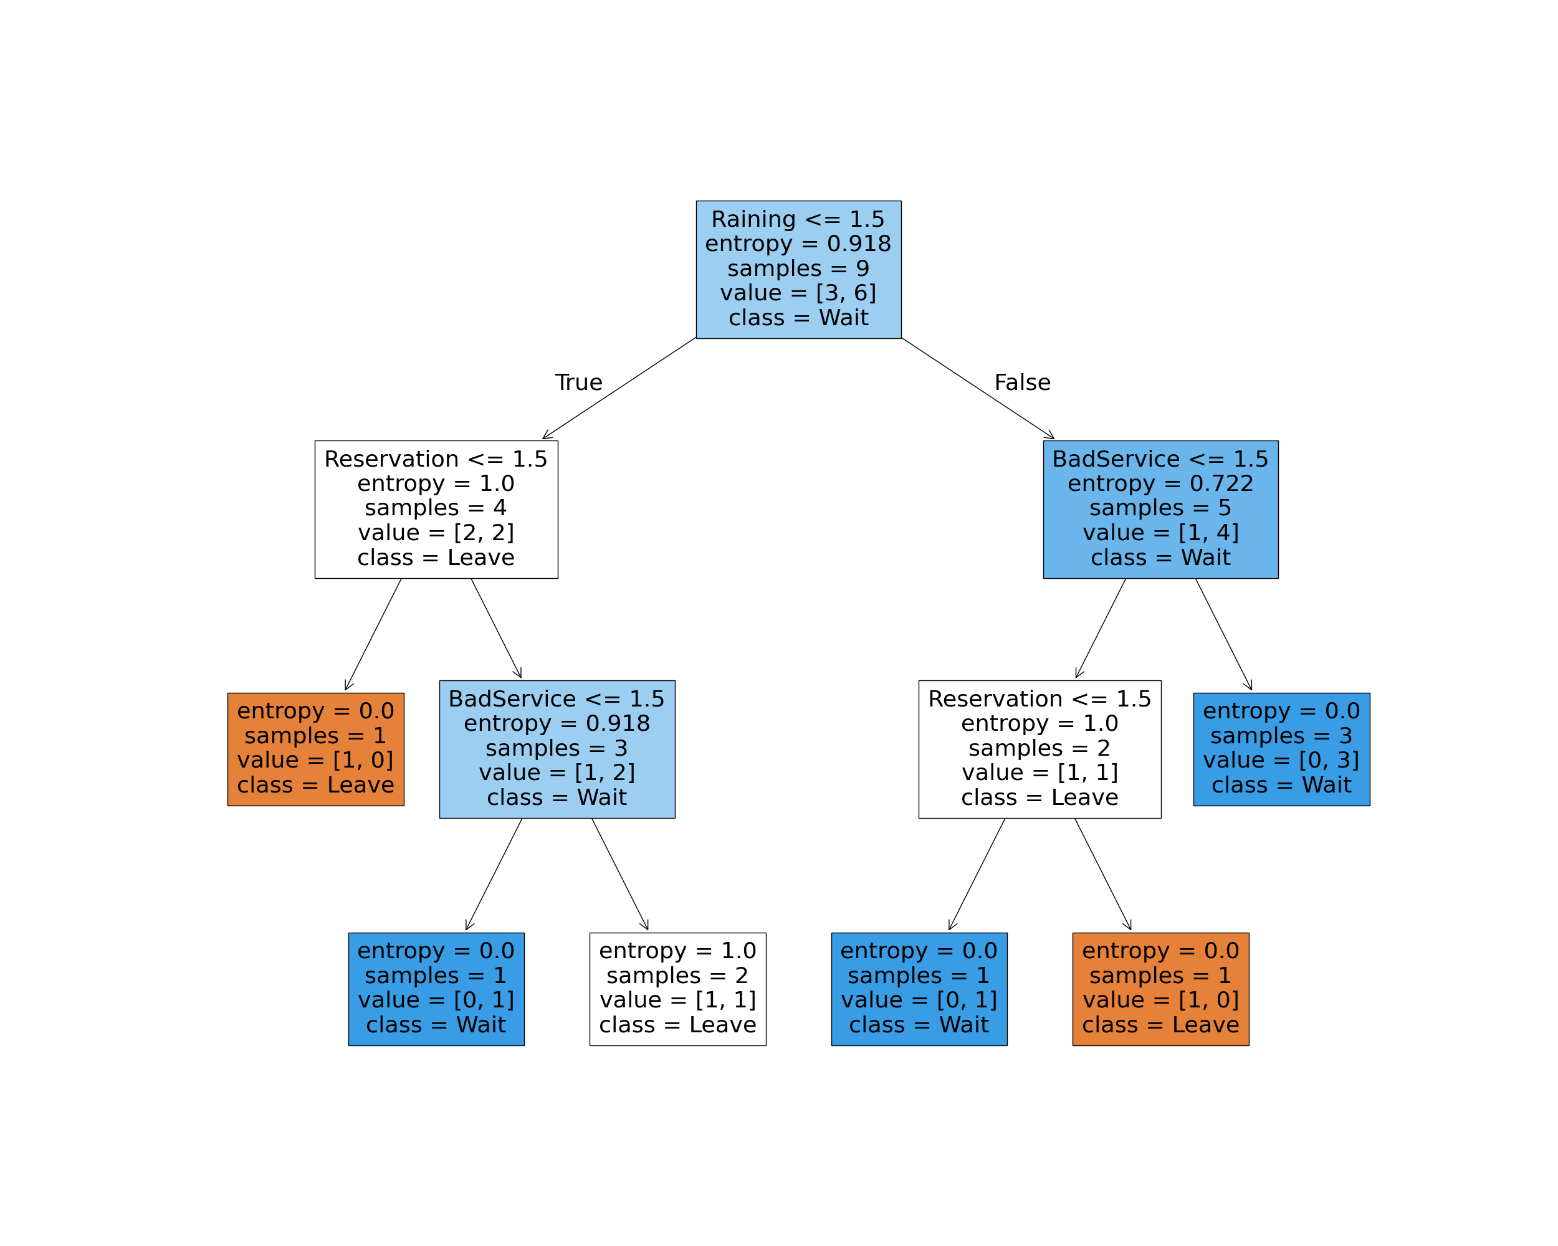 Raining <= 1.5
entropy = 0.918
samples = 9
value = [3, 6]
class = Wait
True
False
Reservation <= 1.5
entropy = 1.0
samples = 4
value = [2, 2]
class = Leave
BadService <= 1.5
entropy = 0.722
samples = 5
value = [1, 4]
class = Wait
entropy = 0.0
samples = 1
value = [1, 0]
class = Leave
BadService <= 1.5
entropy = 0.918
samples = 3
value = [1, 2]
class = Wait
Reservation <= 1.5
entropy = 1.0
samples = 2
value = [1, 1]
class = Leave
entropy = 0.0
samples = 3
value = [0, 3]
class = Wait
entropy = 0.0
samples = 1
value = [0, 1]
class = Wait
entropy = 1.0
samples = 2
value = [1, 1]
class = Leave
entropy = 0.0
samples = 1
value = [0, 1]
class = Wait
entropy = 0.0
samples = 1
value = [1, 0]
class = Leave